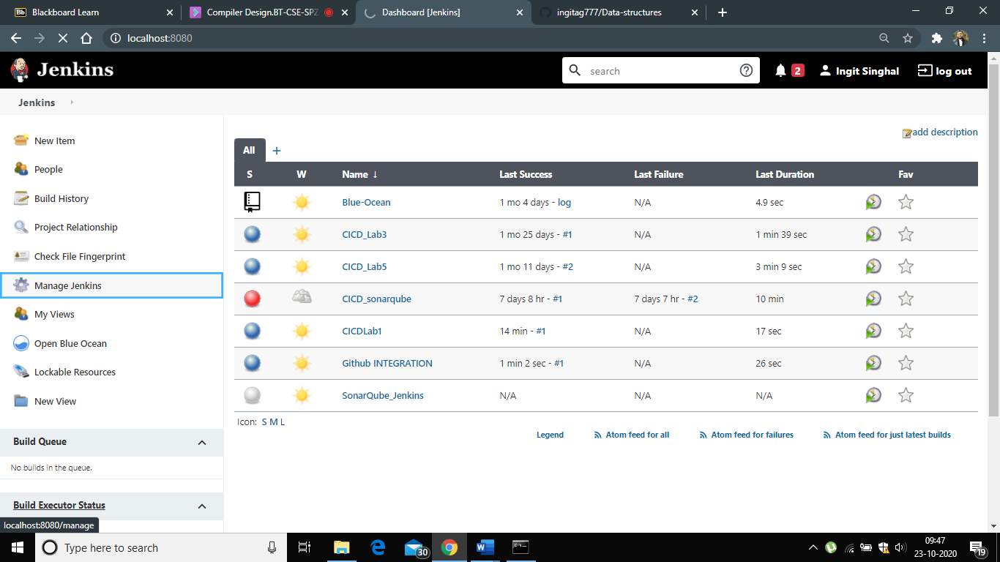 Bb Blackboard Learn
Compiler Design.BT-CSE-SPZ
Dashboard [Jenkins]
ingitag777/Data-structures
localhost:8080
Jenkins
search
2
Ingit Singhal
log out
Jenkins
New Item
People
Build History
Project Relationship
Check File Fingerprint
Manage Jenkins
My Views
Open Blue Ocean
Lockable Resources
New View
Build Queue
No builds in the queue.
Build Executor Status
localhost:8080/manage
add description
All +
S W Name ↓ Last Success Last Failure Last Duration Fav
Blue-Ocean 1 mo 4 days - log N/A 4.9 sec
CICD_Lab3 1 mo 25 days - #1 N/A 1 min 39 sec
CICD_Lab5 1 mo 11 days - #2 N/A 3 min 9 sec
CICD_sonarqube 7 days 8 hr - #1 7 days 7 hr - #2 10 min
CICDLab1 14 min - #1 N/A 17 sec
Github INTEGRATION 1 min 2 sec - #1 N/A 26 sec
SonarQube_Jenkins N/A N/A N/A
Icon: S M L
Legend Atom feed for all Atom feed for failures Atom feed for just latest builds
Type here to search
30
09:47
23-10-2020
19